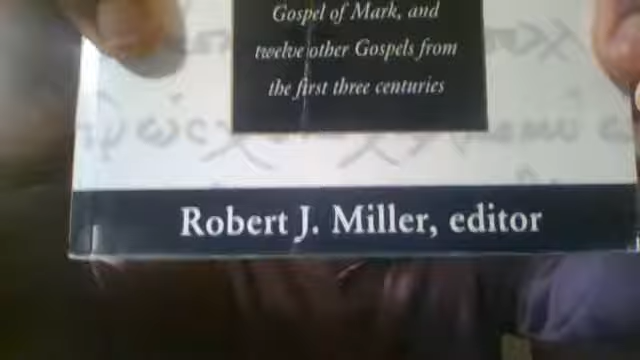 Gospel of Mark, and
twelve other Gospels from
the first three centuries
Robert J. Miller, editor